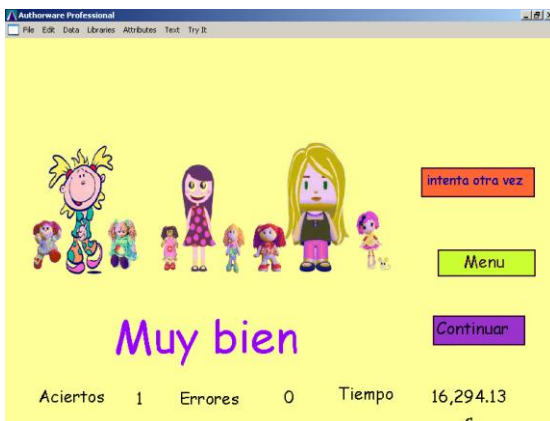 Authorware Professional
File Edit Data Libraries Attributes Text Try It
intenta otra vez
Menu
Continuar
Muy bien
Aciertos 1 Errores 0 Tiempo 16,294.13